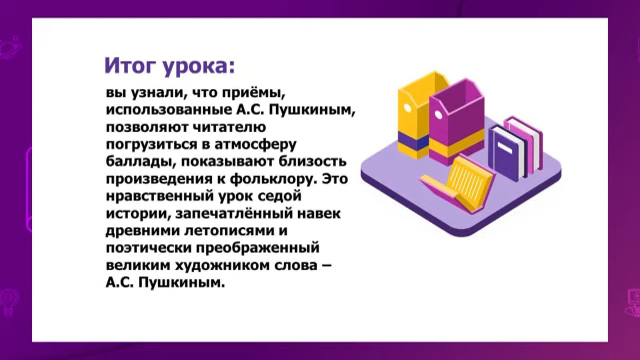 Итог урока:
вы узнали, что приёмы,
использованные А.С. Пушкиным,
позволяют читателю
погрузиться в атмосферу
баллады, показывают близость
произведения к фольклору. Это
нравственный урок седой
истории, запечатлённый навек
древними летописями и
поэтически преображенный
великим художником слова –
А.С. Пушкиным.